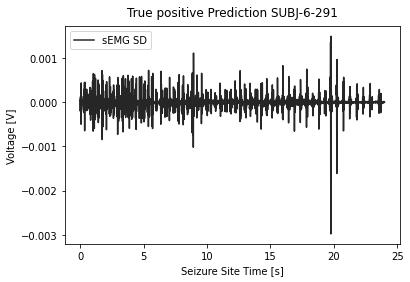 True positive Prediction SUBJ-6-291
sEMG SD
0.001
0.000
−0.001
−0.002
−0.003
Voltage [V]
0 5 10 15 20 25
Seizure Site Time [s]